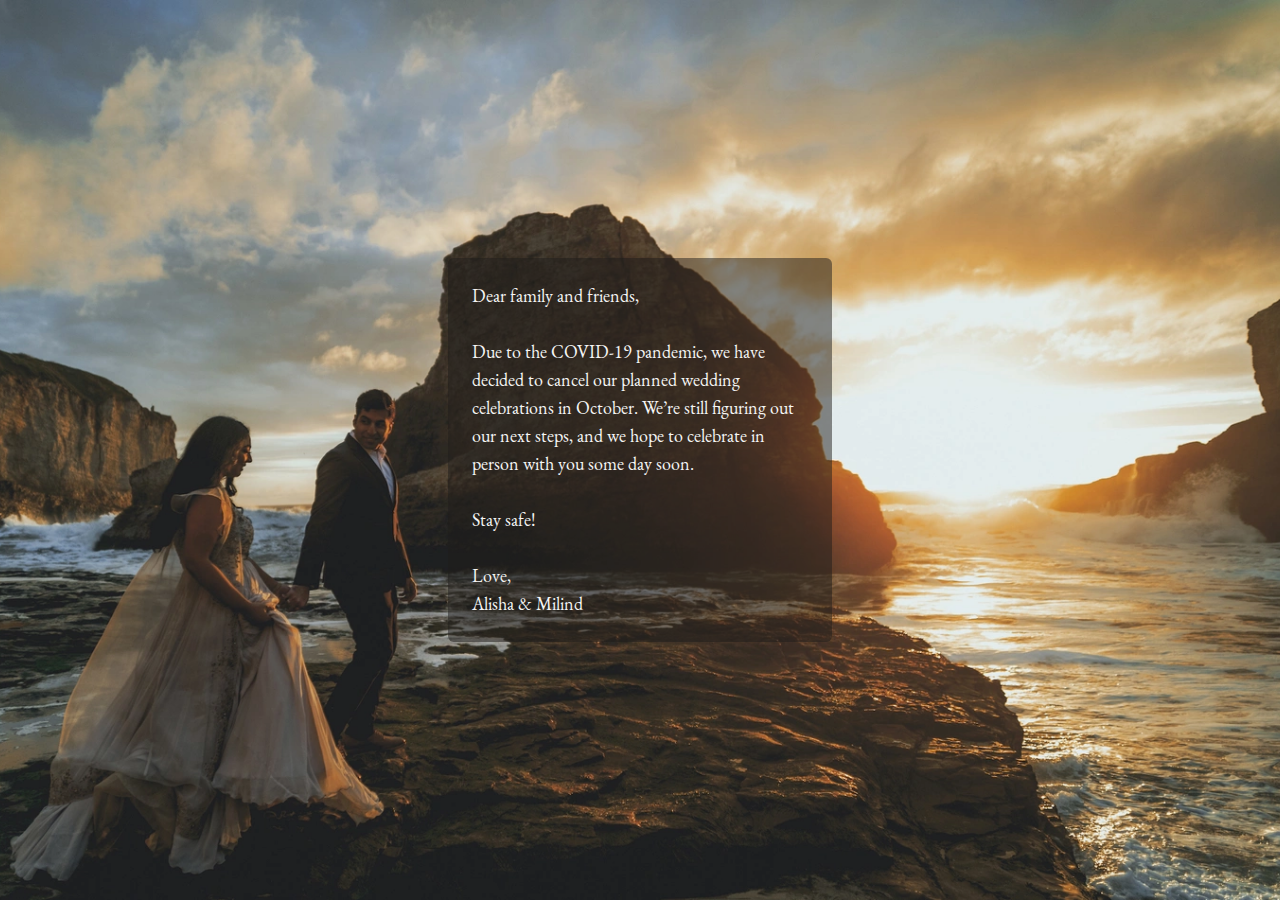 Dear family and friends,
Due to the COVID-19 pandemic, we have
decided to cancel our planned wedding
celebrations in October. We’re still figuring out
our next steps, and we hope to celebrate in
person with you some day soon.
Stay safe!
Love,
Alisha & Milind